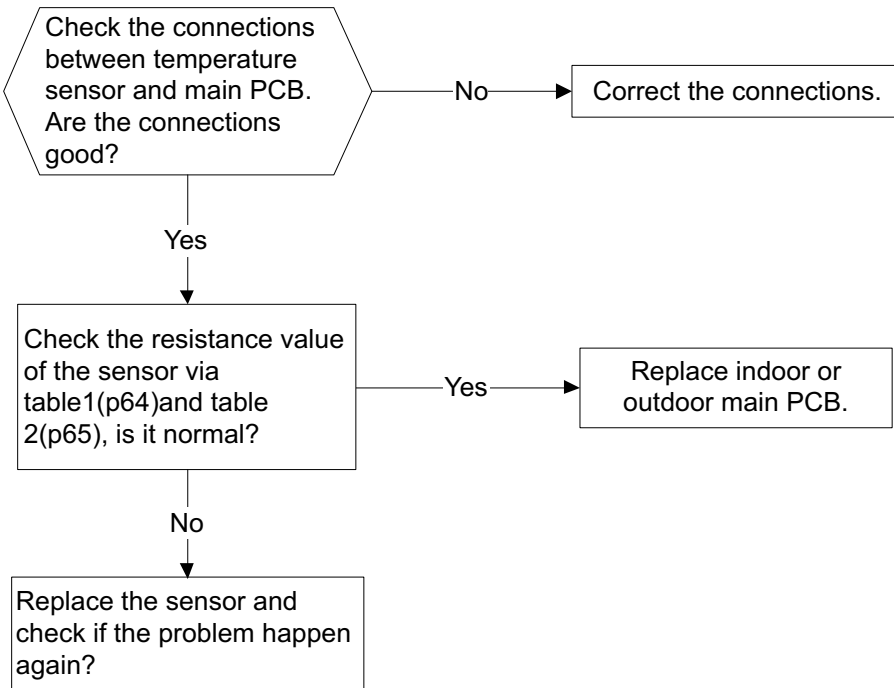 Check the connections
between temperature
sensor and main PCB.
Are the connections
good?
No
Correct the connections.
Yes
Check the resistance value
of the sensor via
table1(p64)and table
2(p65), is it normal?
Yes
Replace indoor or
outdoor main PCB.
No
Replace the sensor and
check if the problem happen
again?